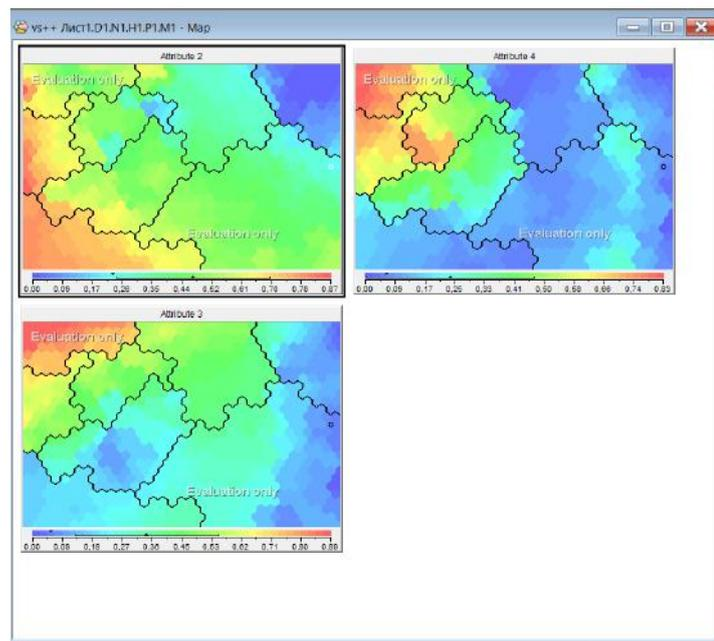 vs++ Лист1.D1.N1.H1.P1.M1 - Map
Attribute 2
Evaluation only
Evaluation only
0.00 0.09 0.17 0.26 0.35 0.44 0.52 0.61 0.70 0.78 0.87
Attribute 4
Evaluation only
Evaluation only
0.00 0.09 0.17 0.25 0.33 0.41 0.50 0.58 0.66 0.74 0.83
Attribute 3
Evaluation only
Evaluation only
0.00 0.09 0.18 0.27 0.36 0.45 0.53 0.62 0.71 0.80 0.89